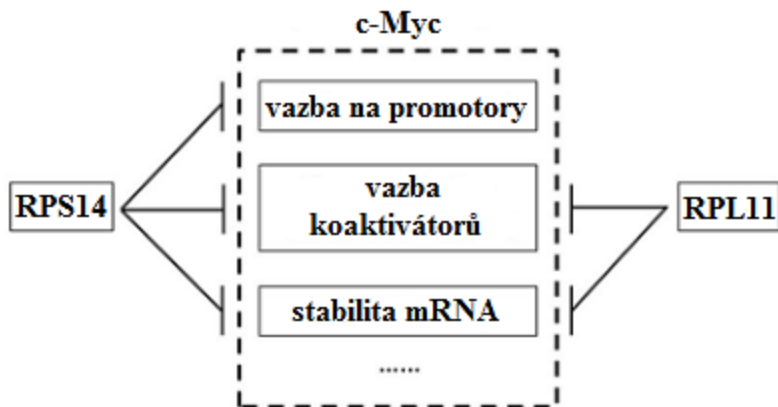 c-Myc
vazba na promotory
RPS14
vazba
koaktivátorů
RPL11
stabilita mRNA
......